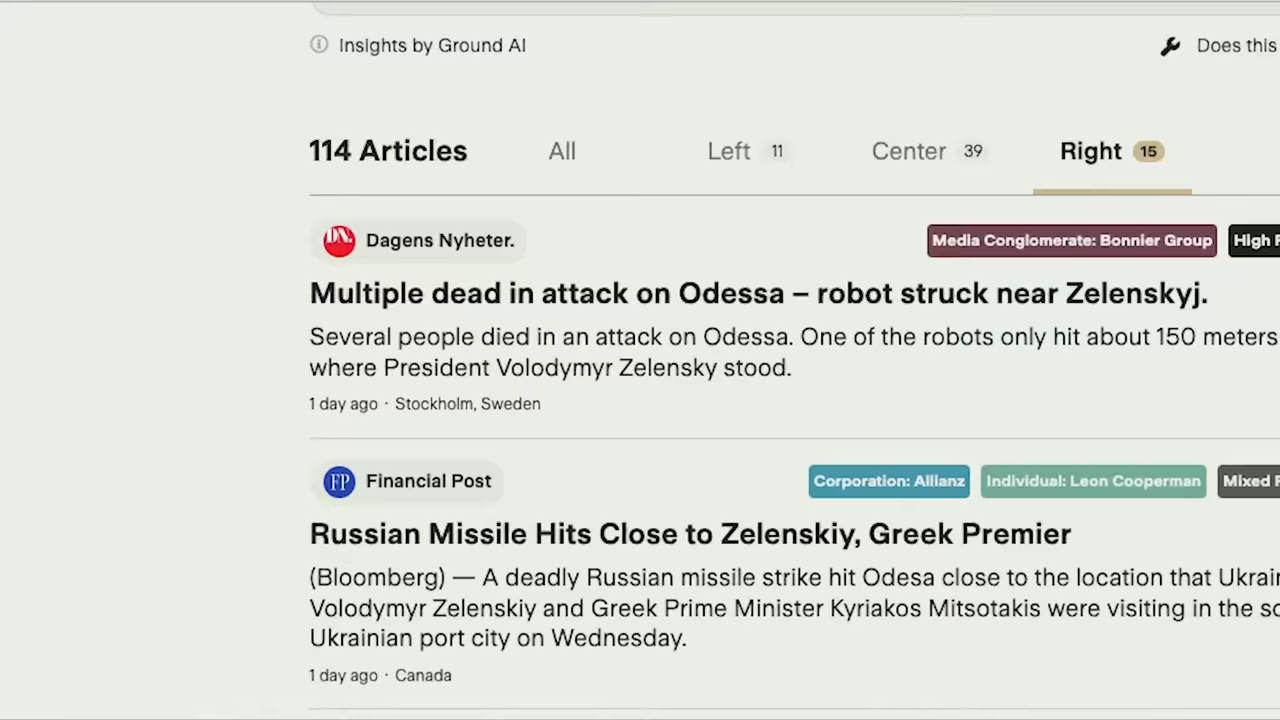 Insights by Ground AI
Does this
114 Articles All Left 11 Center 39 Right 15
DN.
Dagens Nyheter.
Media Conglomerate: Bonnier Group
High
Multiple dead in attack on Odessa – robot struck near Zelenskyj.
Several people died in an attack on Odessa. One of the robots only hit about 150 meters
where President Volodymyr Zelensky stood.
1 day ago · Stockholm, Sweden
FP
Financial Post
Corporation: Allianz
Individual: Leon Cooperman
Mixed
Russian Missile Hits Close to Zelenskiy, Greek Premier
(Bloomberg) — A deadly Russian missile strike hit Odesa close to the location that
Volodymyr Zelenskiy and Greek Prime Minister Kyriakos Mitsotakis were visiting in the
Ukrainian port city on Wednesday.
1 day ago · Canada